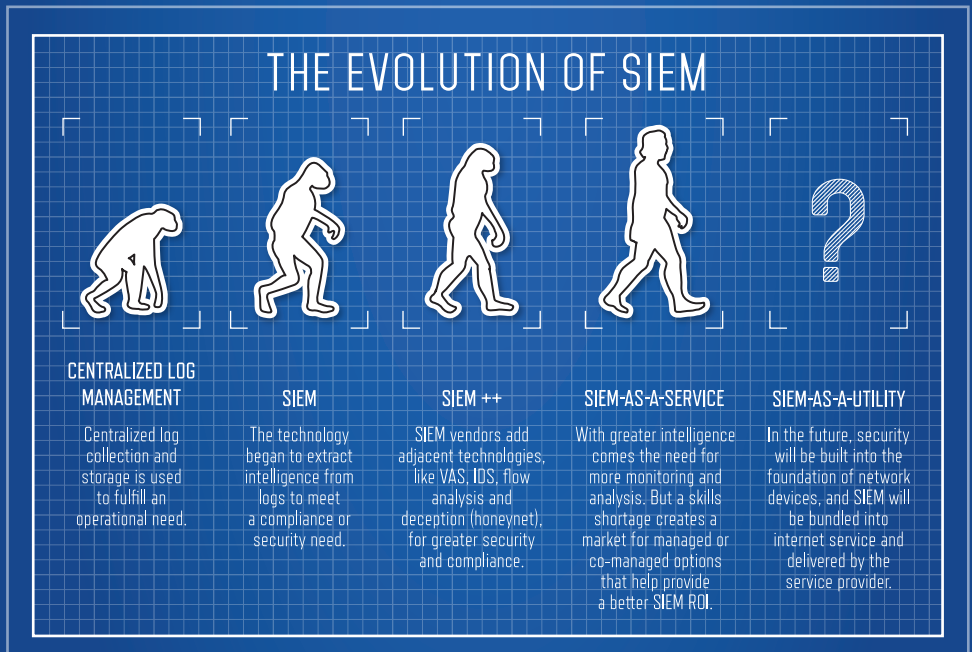 THE EVOLUTION OF SIEM
?
CENTRALIZED LOG
MANAGEMENT
Centralized log
collection and
storage is used
to fulfill an
operational need.
SIEM
The technology
began to extract
intelligence from
logs to meet
a compliance or
security need.
SIEM ++
SIEM vendors add
adjacent technologies,
like VAS, IDS, flow
analysis and
deception (honeynet),
for greater security
and compliance.
SIEM-AS-A-SERVICE
With greater intelligence
comes the need for
more monitoring and
analysis. But a skills
shortage creates a
market for managed or
co-managed options
that help provide
a better SIEM ROI.
SIEM-AS-A-UTILITY
In the future, security
will be built into the
foundation of network
devices, and SIEM will
be bundled into
internet service and
delivered by the
service provider.